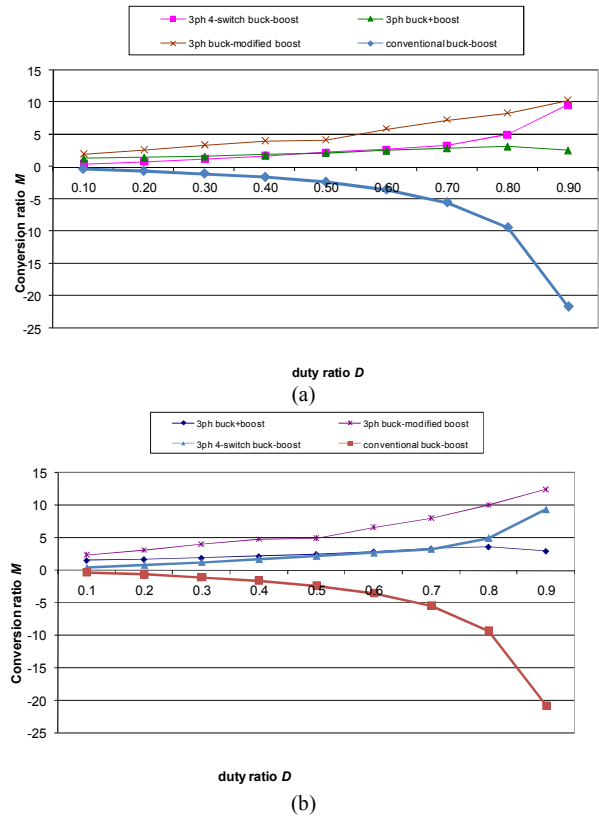 3ph 4-switch buck-boost 3ph buck+boost
3ph buck-modified boost conventional buck-boost
15
10
5
0
-5
-10
-15
-20
-25
0.10 0.20 0.30 0.40 0.50 0.60 0.70 0.80 0.90
Conversion ratio M
duty ratio D
(a)
3ph buck+boost 3ph buck-modified boost
3ph 4-switch buck-boost conventional buck-boost
15
10
5
0
-5
-10
-15
-20
-25
0.1 0.2 0.3 0.4 0.5 0.6 0.7 0.8 0.9
Conversion ratio M
duty ratio D
(b)